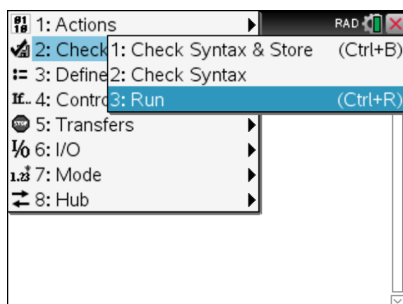 1: Actions
RAD
2: Check
1: Check Syntax & Store (Ctrl+B)
3: Define
2: Check Syntax
4: Contro
3: Run (Ctrl+R)
5: Transfers
6: I/O
7: Mode
8: Hub